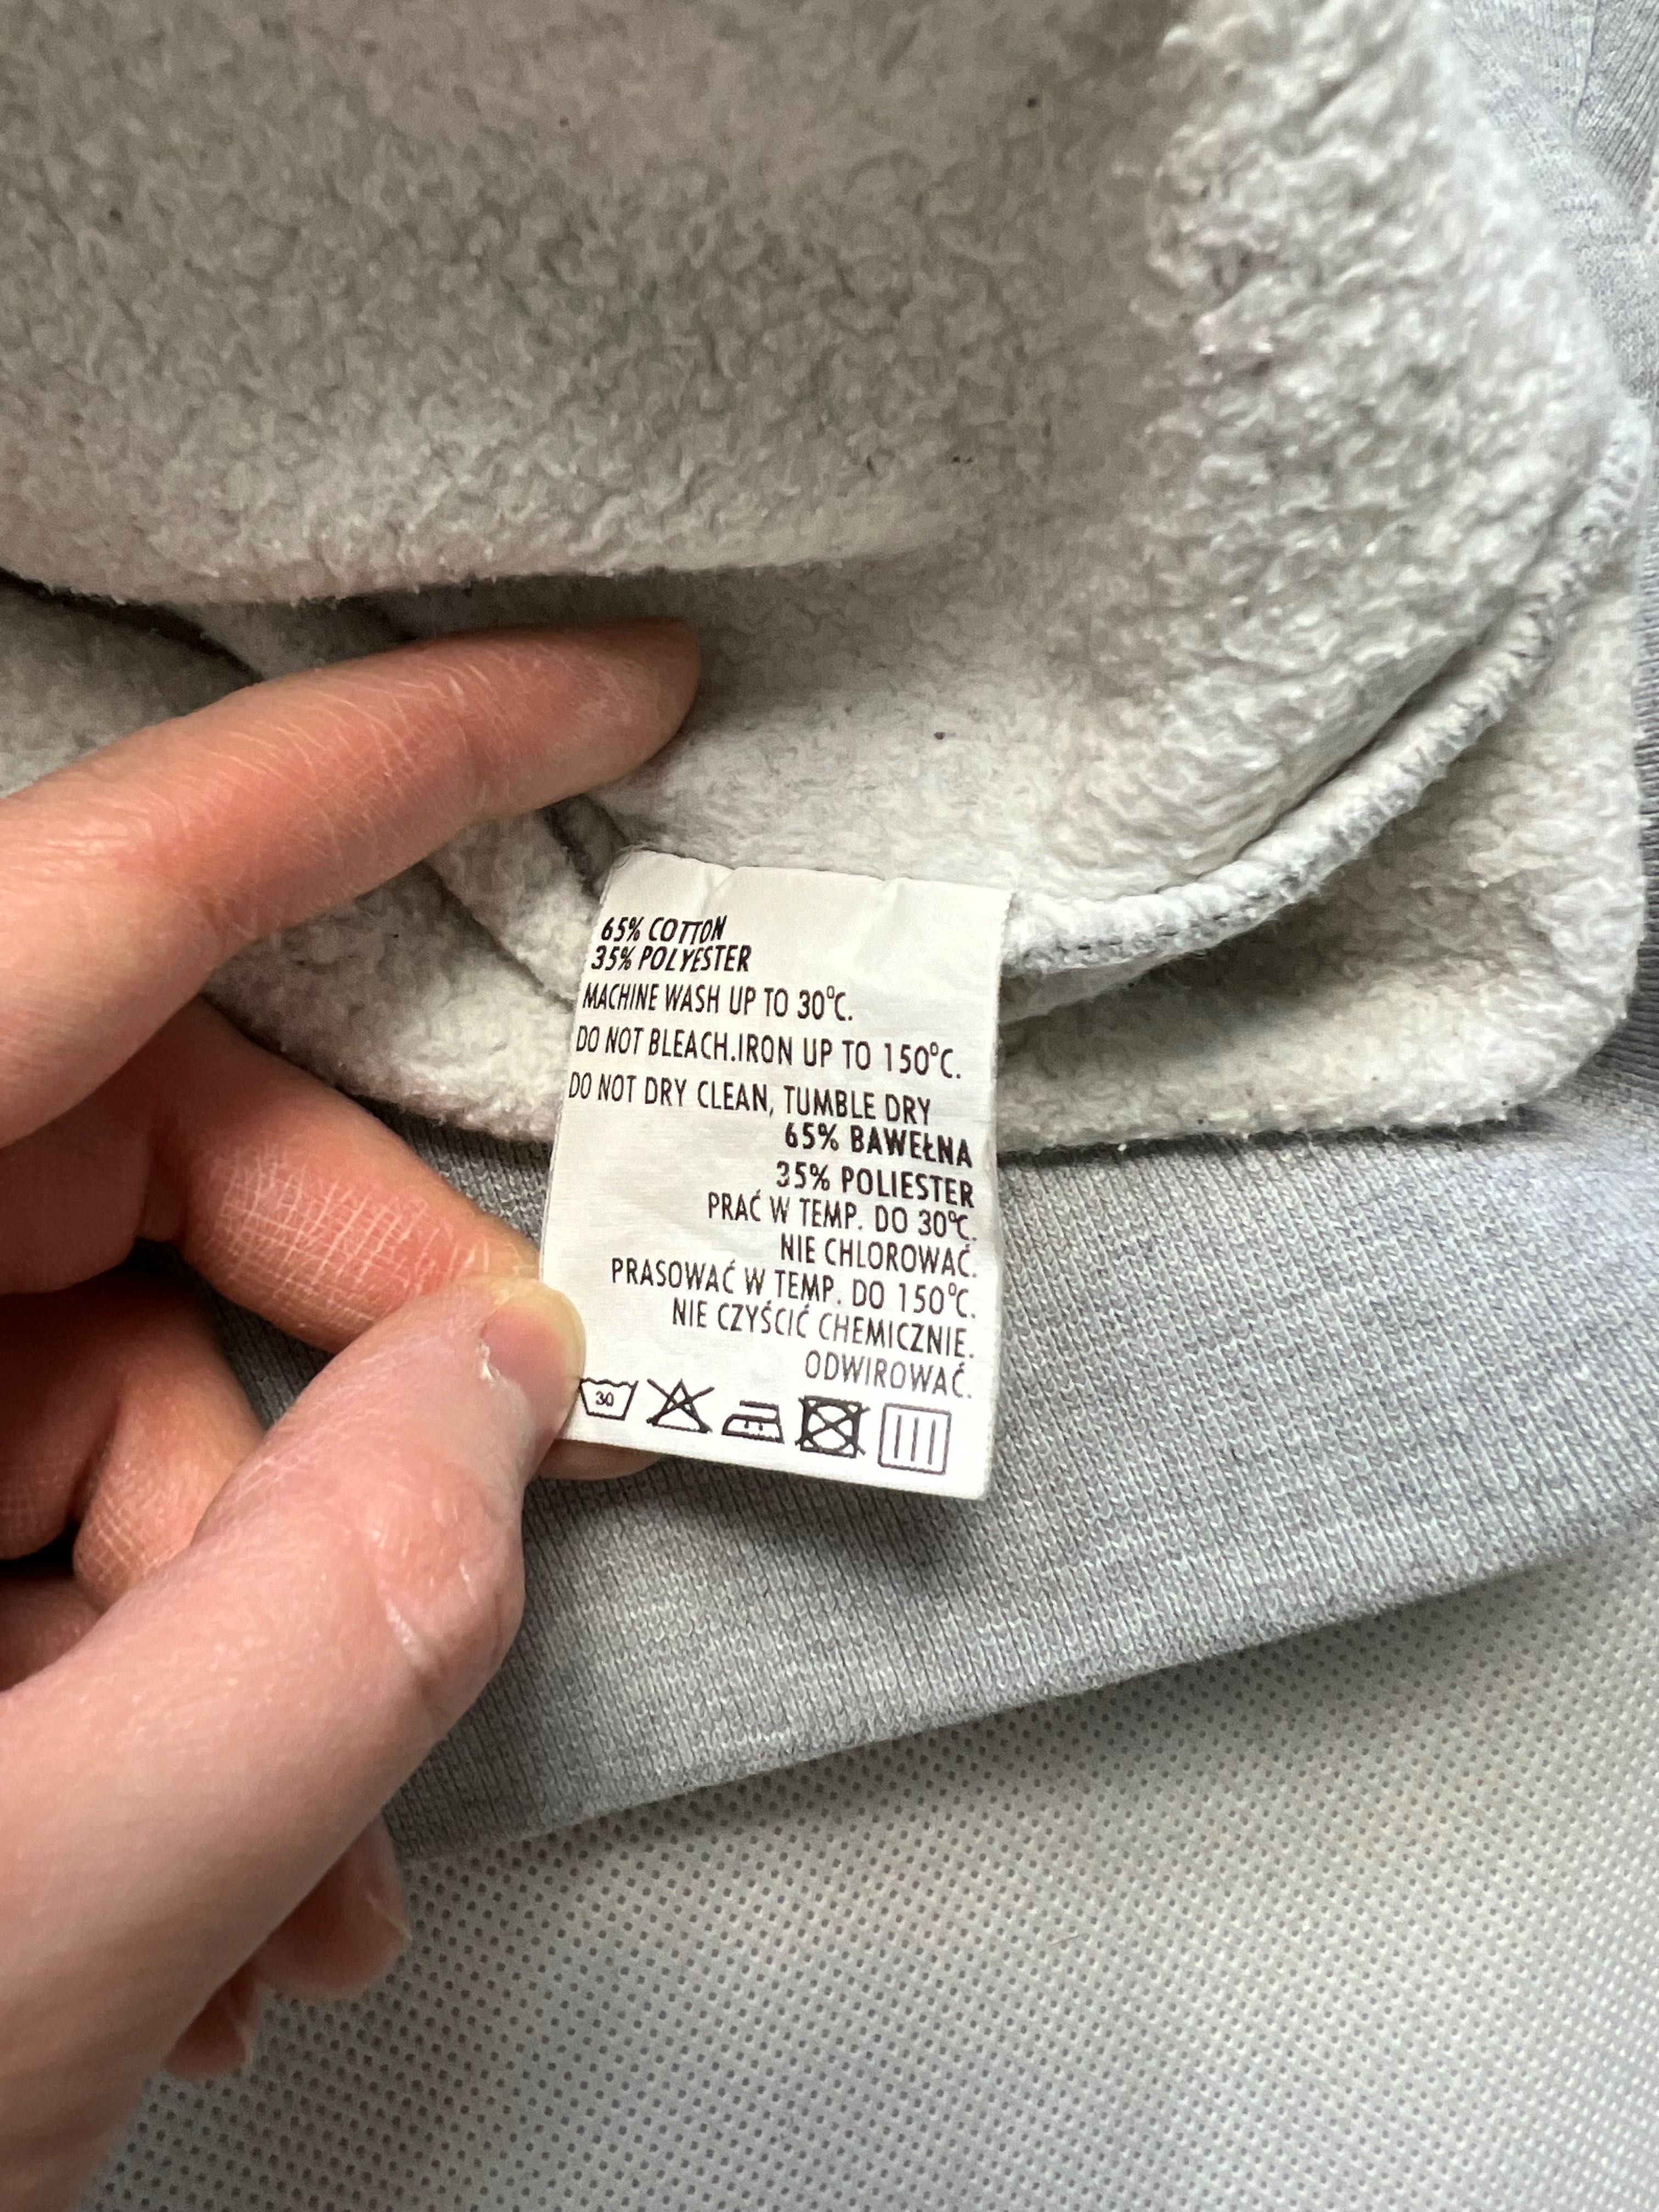 65% COTTON
35% POLYESTER
MACHINE WASH UP TO 30°C.
DO NOT BLEACH.IRON UP TO 150°C.
DO NOT DRY CLEAN, TUMBLE DRY
65% BAWEŁNA
35% POLIESTER
PRAĆ W TEMP. DO 30°C.
NIE CHLOROWAĆ.
PRASOWAĆ W TEMP. DO 150°C.
NIE CZYŚCIĆ CHEMICZNIE.
ODWIROWAĆ.
30